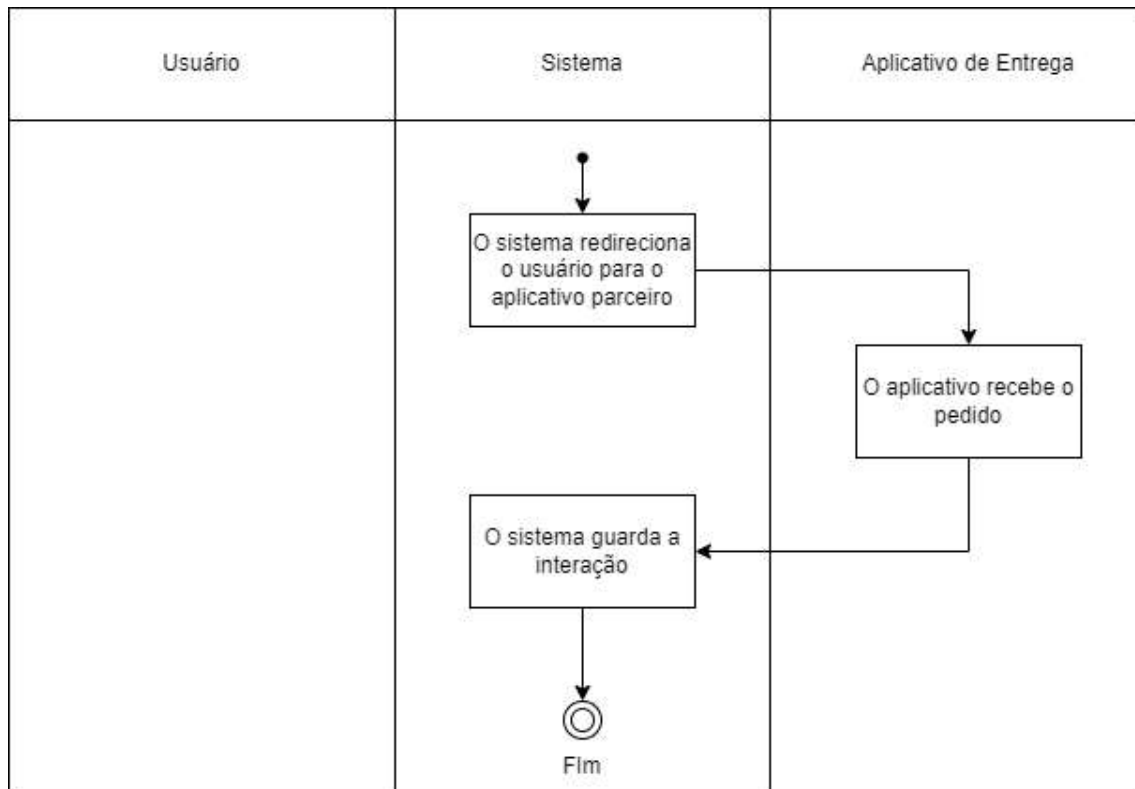 Usuário
Sistema
Aplicativo de Entrega
O sistema redireciona
o usuário para o
aplicativo parceiro
O aplicativo recebe o
pedido
O sistema guarda a
interação
FIm